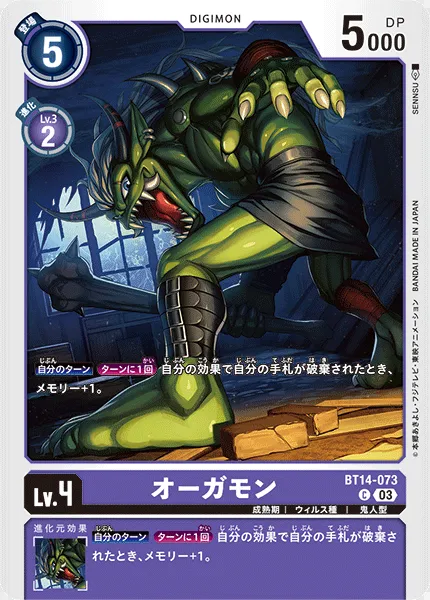 DIGIMON
登場
5
DP
5000
進化
Lv.3
2
SENNSU
©本郷あきよし・フジテレビ・東映アニメーション BANDAI MADE IN JAPAN
自分のターン ターンに1回 自分の効果で自分の手札が破棄されたとき、
メモリー+1。
BT14-073
Lv.4
オーガモン
C 03
成熟期 | ウィルス種 | 鬼人型
進化元効果
自分のターン ターンに1回 自分の効果で自分の手札が破棄さ
れたとき、メモリー+1。